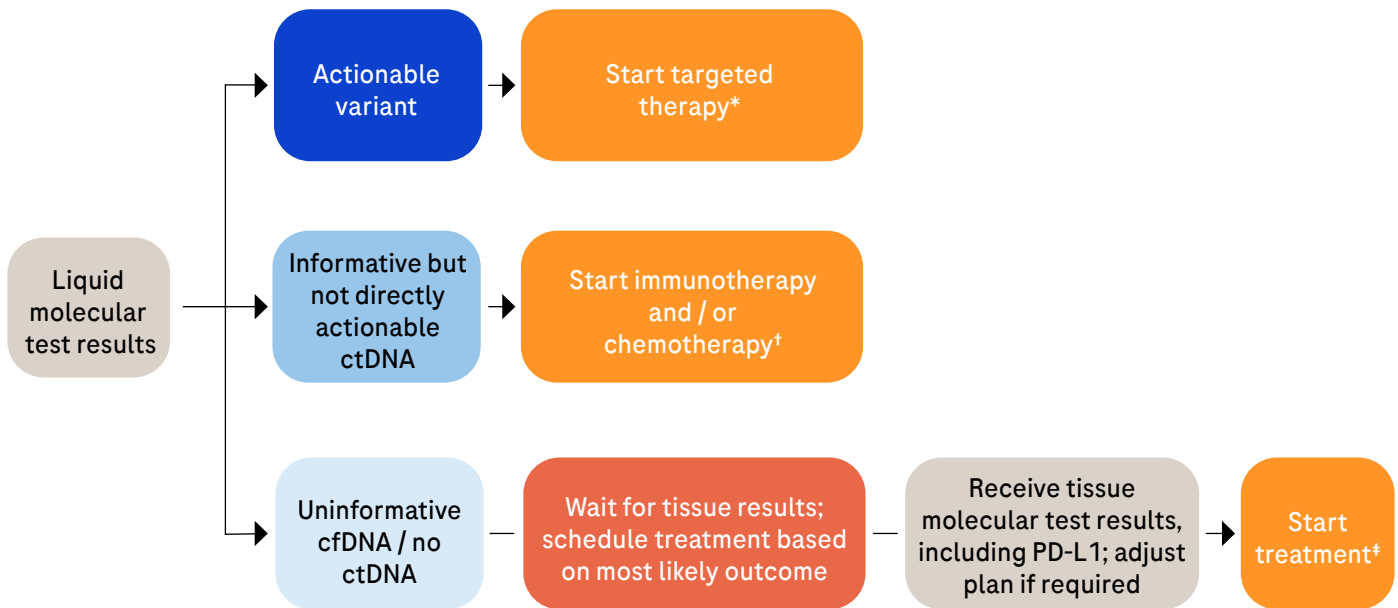 Actionable
variant
Start targeted
therapy*
Liquid
molecular
test results
Informative but
not directly
actionable
ctDNA
Start immunotherapy
and / or
chemotherapy†
Uninformative
cfDNA / no
ctDNA
Wait for tissue results;
schedule treatment based
on most likely outcome
Receive tissue
molecular test results,
including PD-L1; adjust
plan if required
Start
treatment‡